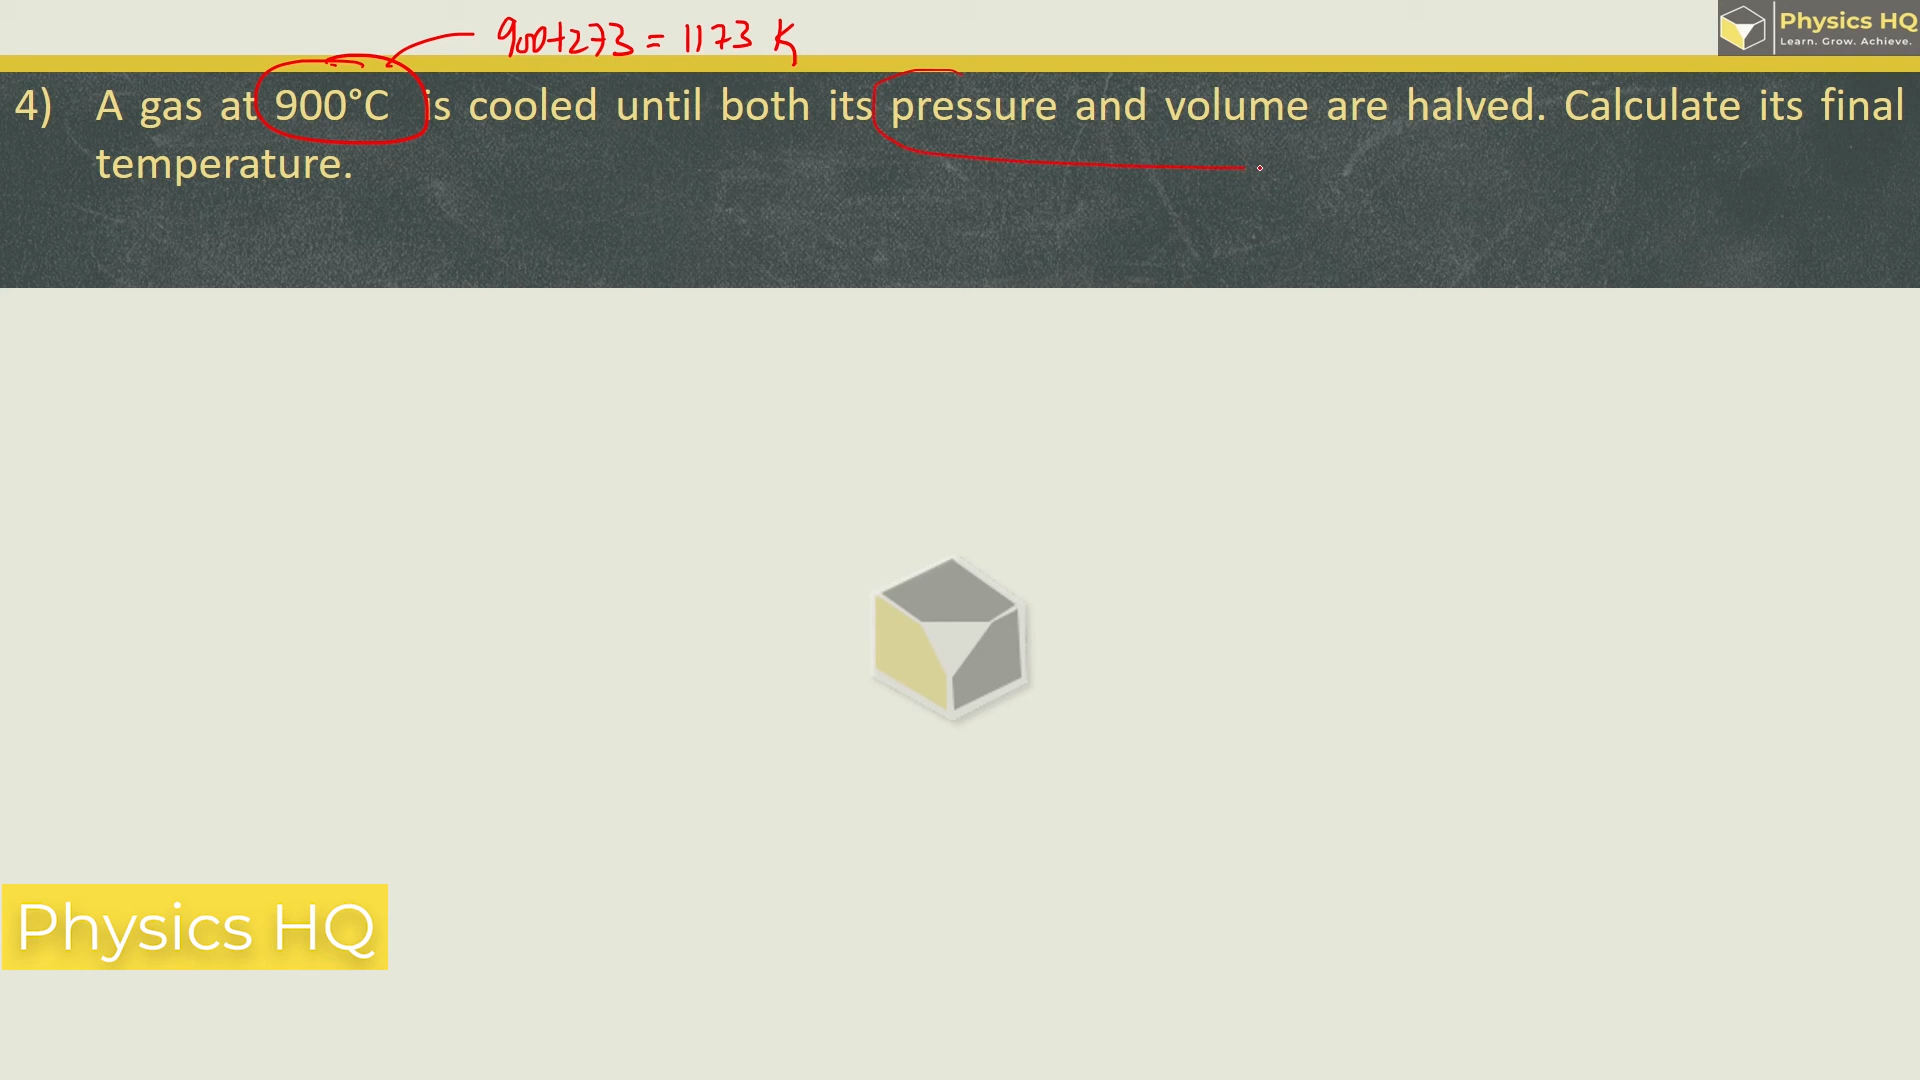 900+273 = 1173 K
Physics HQ
Learn. Grow. Achieve.
4) A gas at 900°C is cooled until both its pressure and volume are halved. Calculate its final
temperature.
Physics HQ